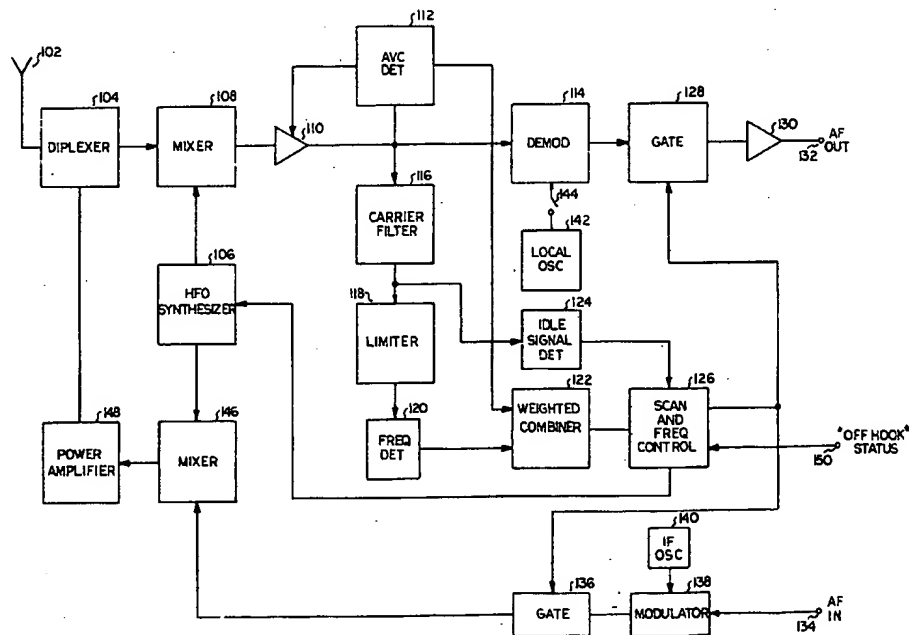 102
104
DIPLEXER
108
MIXER
110
112
AVC
DET
114
DEMOD
128
GATE
130
132
AF
OUT
116
CARRIER
FILTER
144
142
LOCAL
OSC
106
HFO
SYNTHESIZER
118
LIMITER
124
IDLE
SIGNAL
DET
120
FREQ
DET
122
WEIGHTED
COMBINER
126
SCAN
AND
FREQ
CONTROL
"OFF HOOK"
STATUS
150
148
POWER
AMPLIFIER
146
MIXER
140
IF
OSC
136
GATE
138
MODULATOR
AF
IN
134